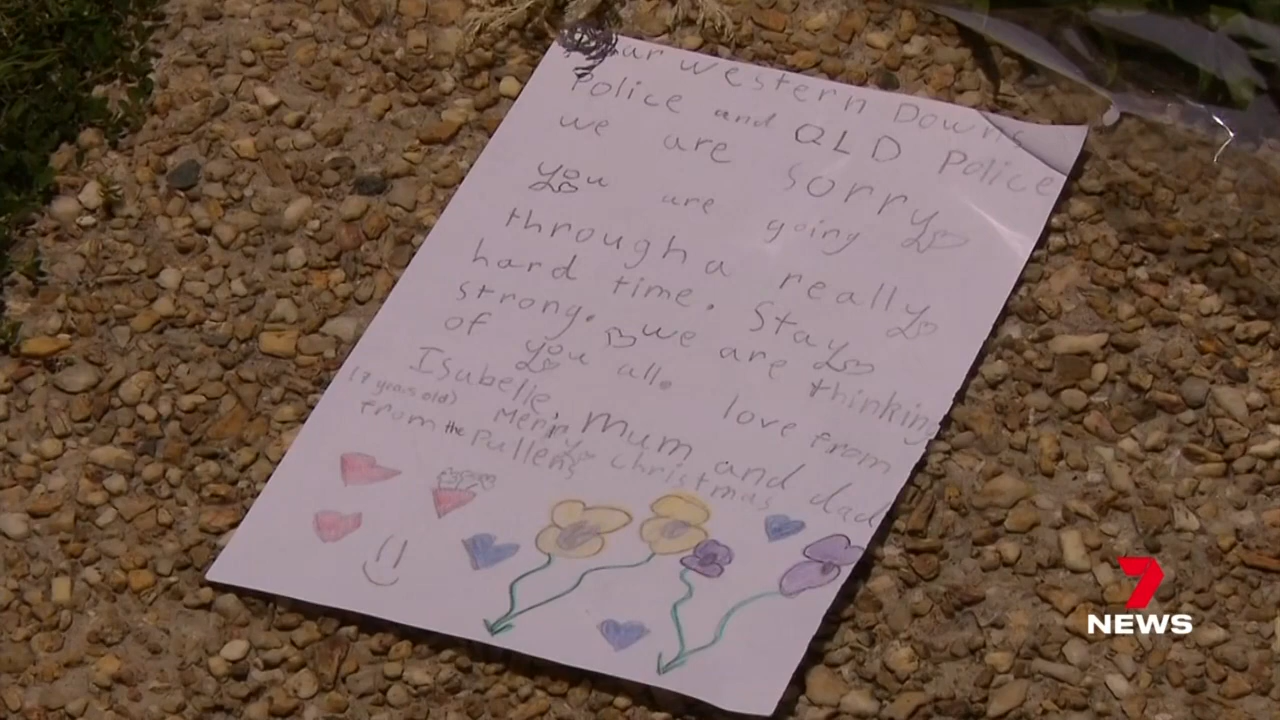 Dear Western Downs
Police and QLD Police
we are sorry
you are going
through a really
hard time. Stay
strong. we are thinking
of you all. love from
Isabelle, Mum and dad
(7 years old) Merry Christmas
from the Pullens
7
NEWS